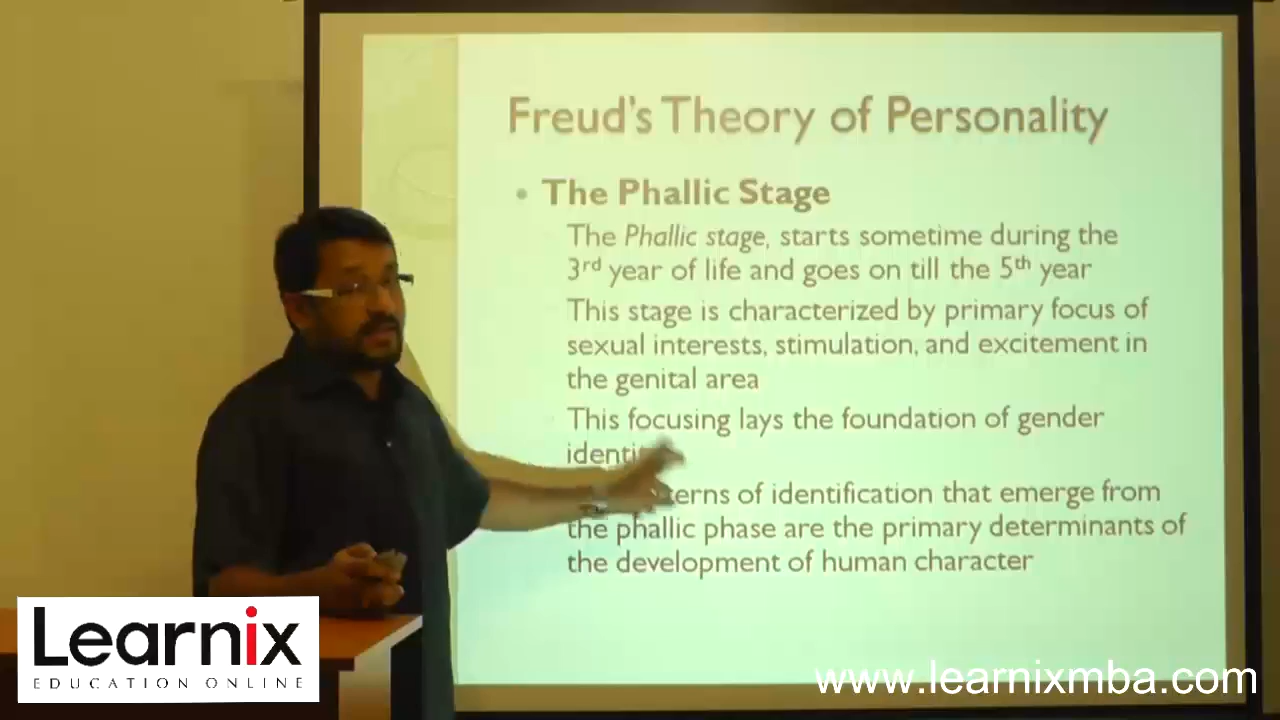 Freud's Theory of Personality
• The Phallic Stage
The Phallic stage, starts sometime during the
3rd year of life and goes on till the 5th year
This stage is characterized by primary focus of
sexual interests, stimulation, and excitement in
the genital area
This focusing lays the foundation of gender
of identification that emerge from
the phallic phase are the primary determinants of
the development of human character
Learnix
EDUCATION ONLINE
www.learnixmba.com